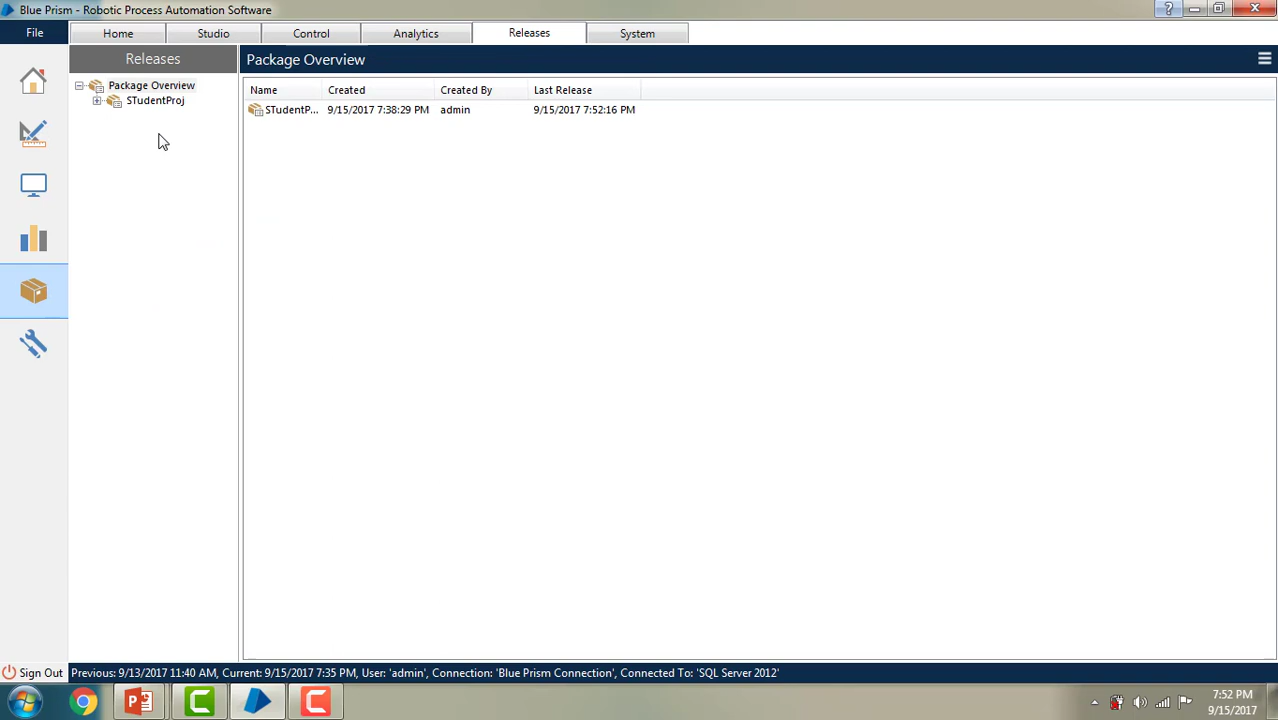 Blue Prism - Robotic Process Automation Software
?
File
Home
Studio
Control
Analytics
Releases
System
Releases
Package Overview
Package Overview
STudentProj
Name
Created
Created By
Last Release
STudentP...
9/15/2017 7:38:29 PM
admin
9/15/2017 7:52:16 PM
Sign Out
Previous: 9/13/2017 11:40 AM, Current: 9/15/2017 7:35 PM, User: 'admin', Connection: 'Blue Prism Connection', Connected To: 'SQL Server 2012'
7:52 PM
9/15/2017